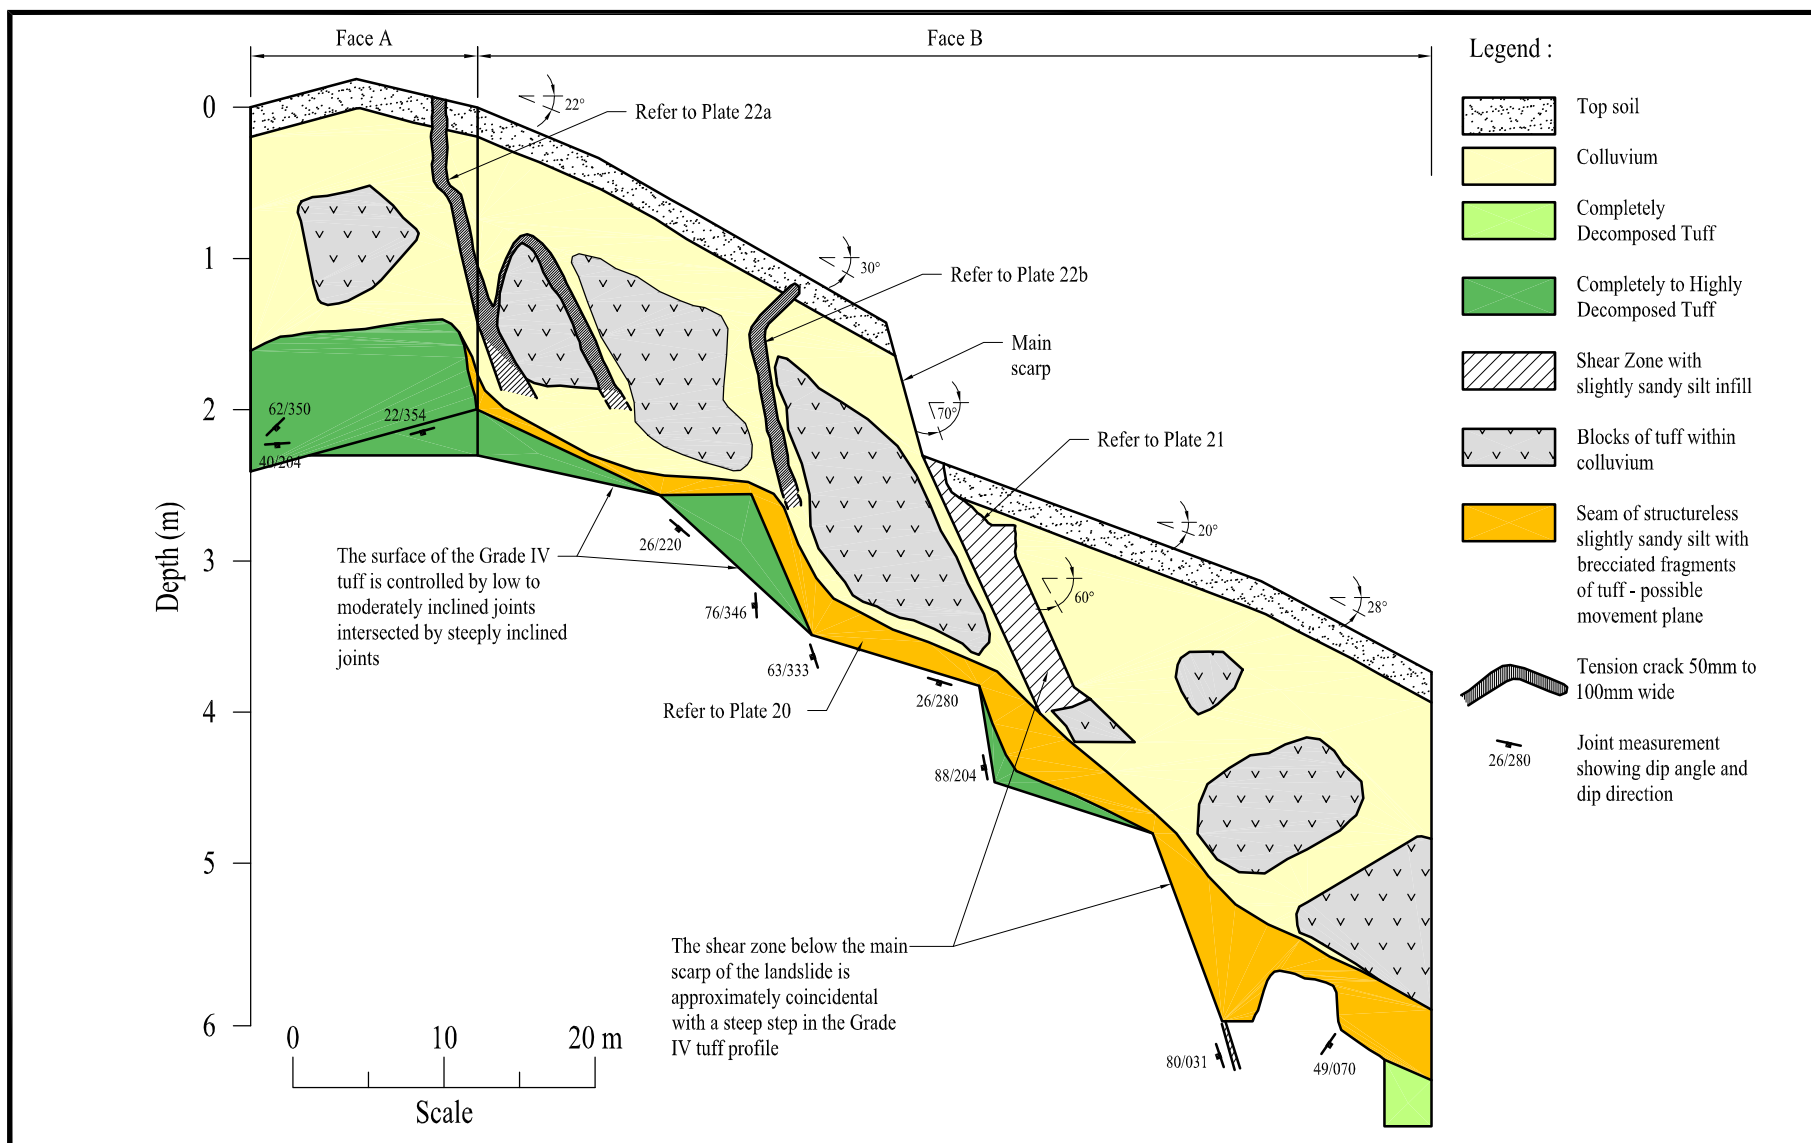 Face A
Face B
Legend :
0
1
2
3
4
5
6
Depth (m)
22°
Refer to Plate 22a
30°
Refer to Plate 22b
Main
scarp
70°
Refer to Plate 21
20°
60°
28°
62/350
40/204
22/354
The surface of the Grade IV
tuff is controlled by low to
moderately inclined joints
intersected by steeply inclined
joints
26/220
76/346
63/333
26/280
Refer to Plate 20
88/204
The shear zone below the main
scarp of the landslide is
approximately coincidental
with a steep step in the Grade
IV tuff profile
80/031
49/070
0 10 20 m
Scale
Top soil
Colluvium
Completely
Decomposed Tuff
Completely to Highly
Decomposed Tuff
Shear Zone with
slightly sandy silt infill
Blocks of tuff within
colluvium
Seam of structureless
slightly sandy silt with
brecciated fragments
of tuff - possible
movement plane
Tension crack 50mm to
100mm wide
26/280
Joint measurement
showing dip angle and
dip direction